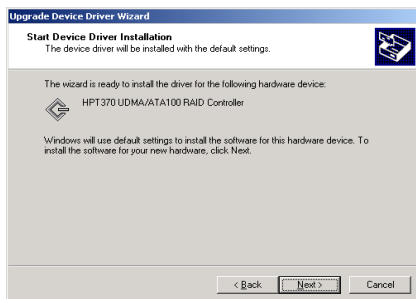 Upgrade Device Driver Wizard
Start Device Driver Installation
The device driver will be installed with the default settings.
The wizard is ready to install the driver for the following hardware device:
HPT370 UDMA/ATA100 RAID Controller
Windows will use default settings to install the software for this hardware device. To
install the software for your new hardware, click Next.
< Back
Next >
Cancel